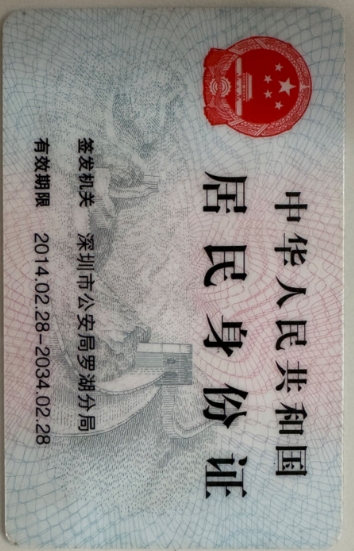 中华人民共和国
居民身份证
签发机关 深圳市公安局罗湖分局
有效期限 2014.02.28-2034.02.28